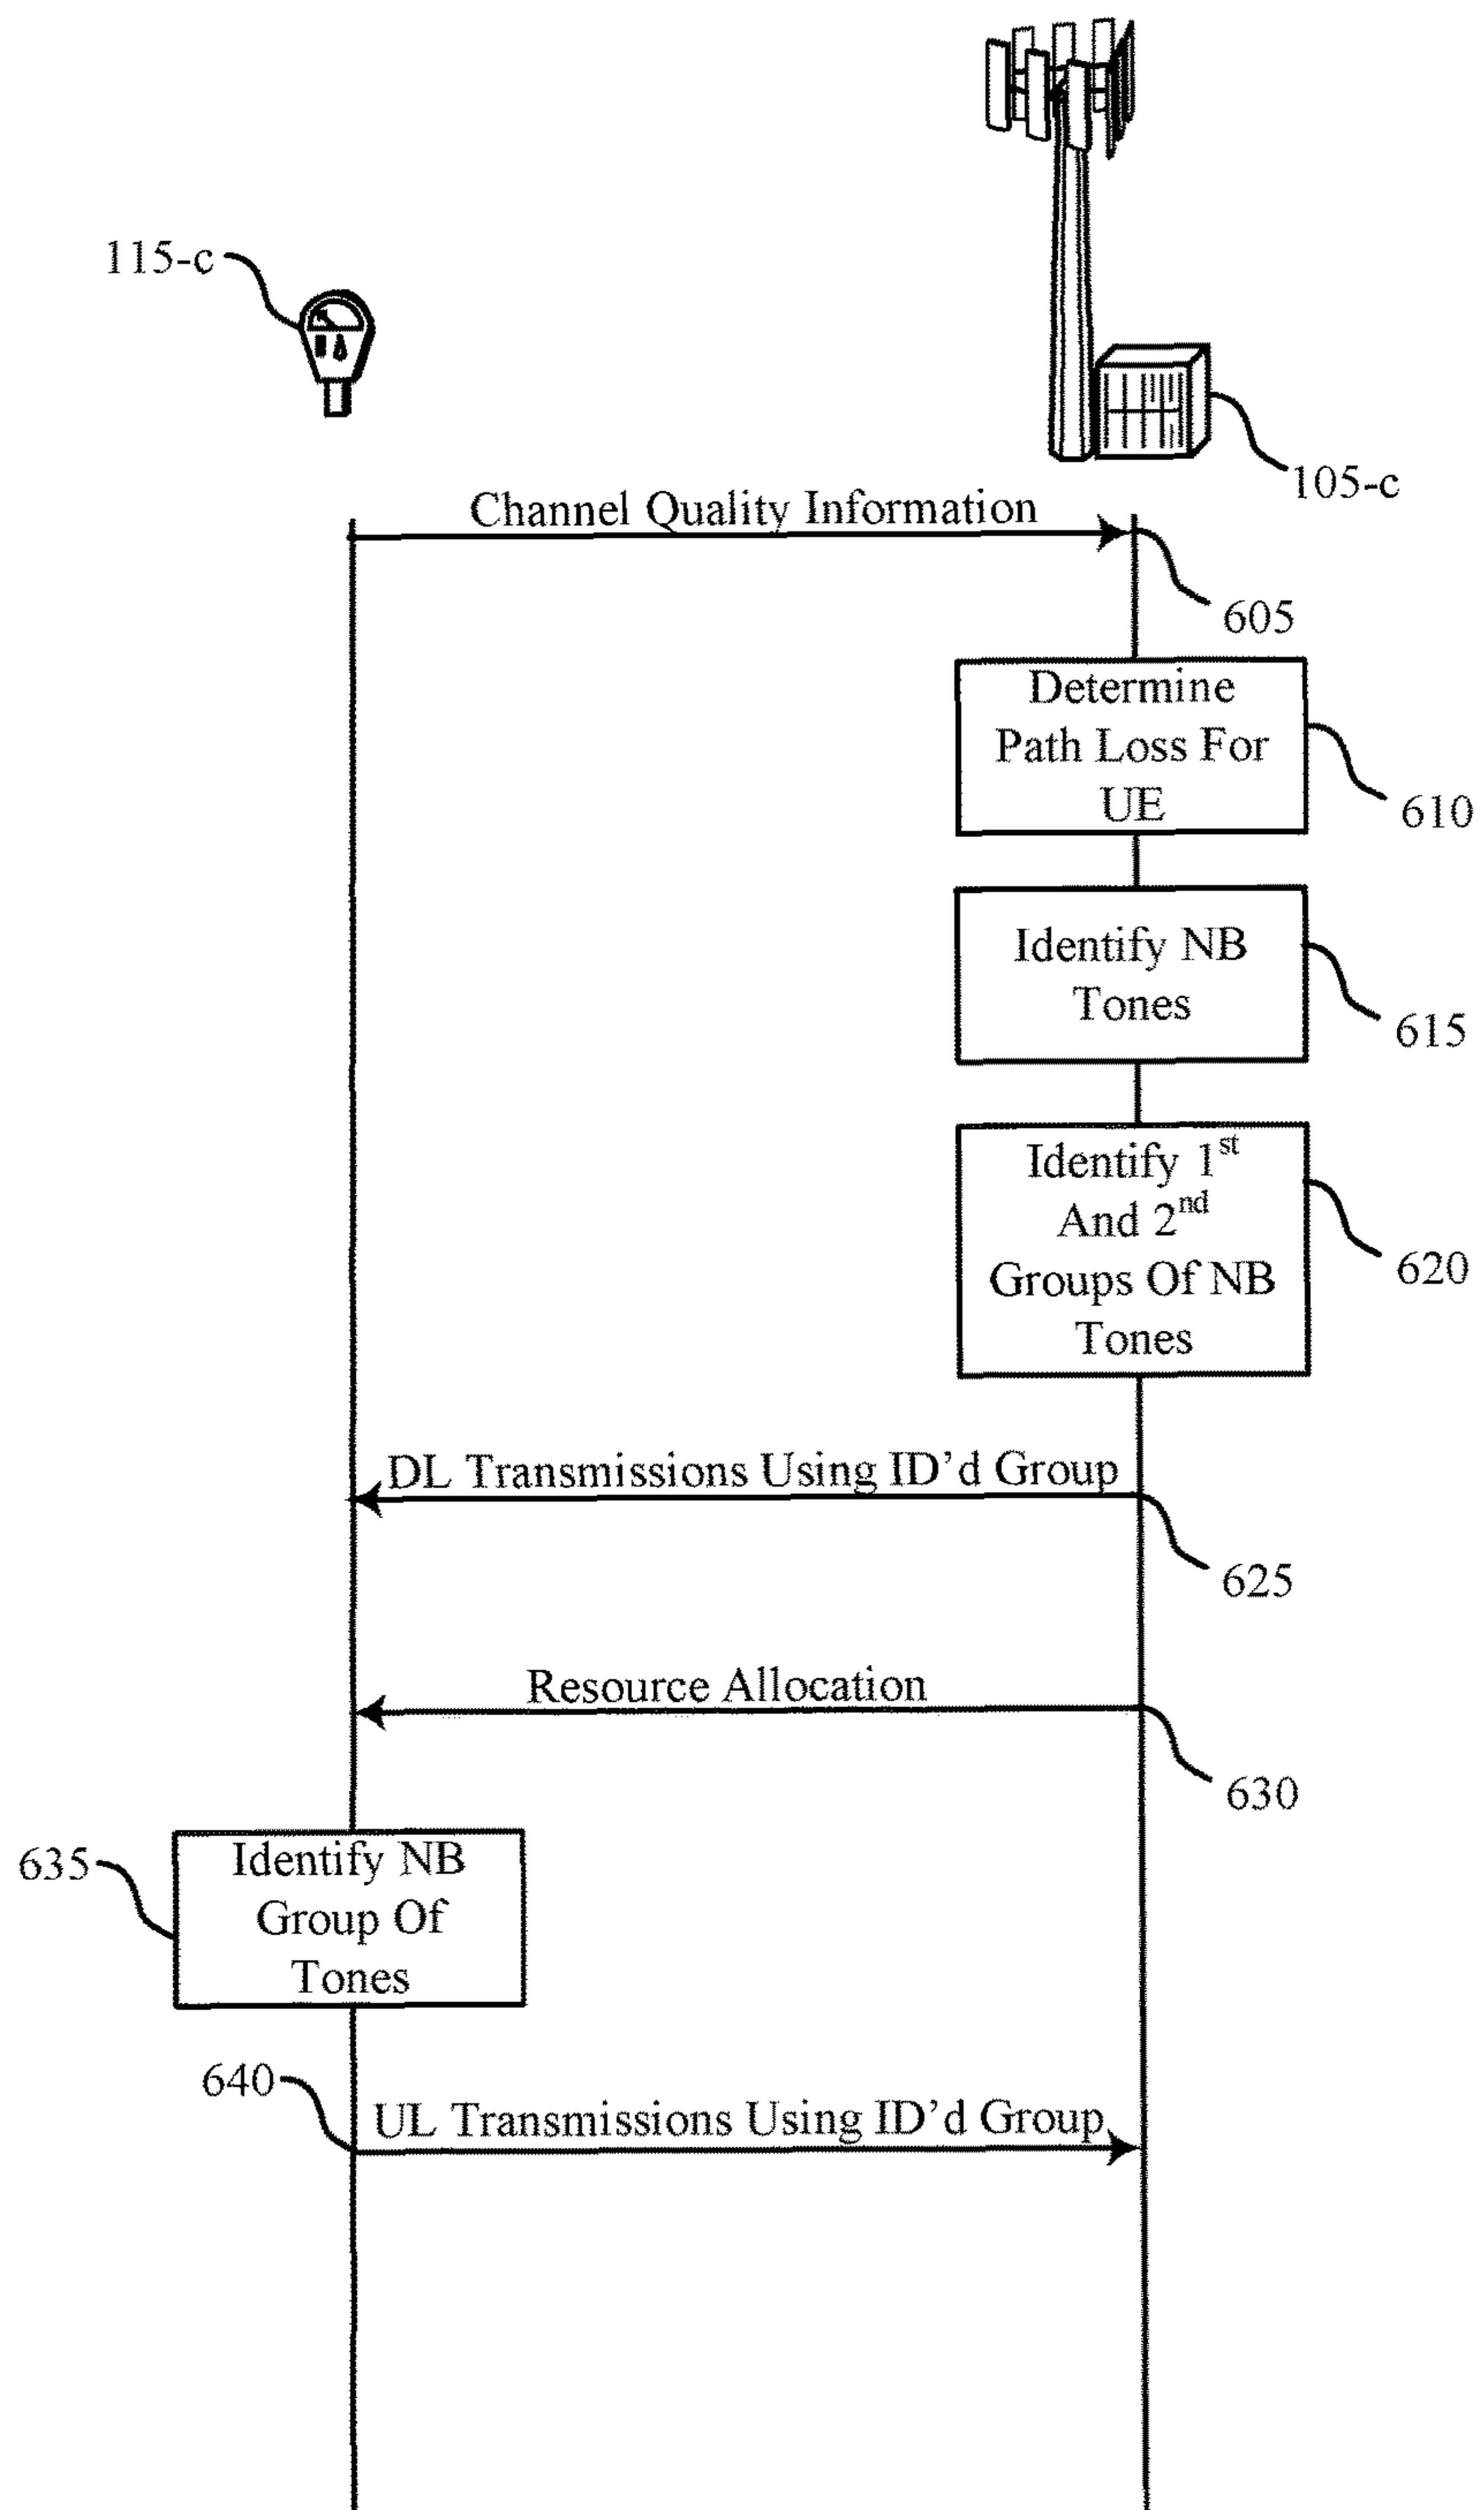 115-c
105-c
Channel Quality Information
605
Determine
Path Loss For
UE
610
Identify NB
Tones
615
Identify 1st
And 2nd
Groups Of NB
Tones
620
DL Transmissions Using ID’d Group
625
Resource Allocation
630
635
Identify NB
Group Of
Tones
640
UL Transmissions Using ID’d Group